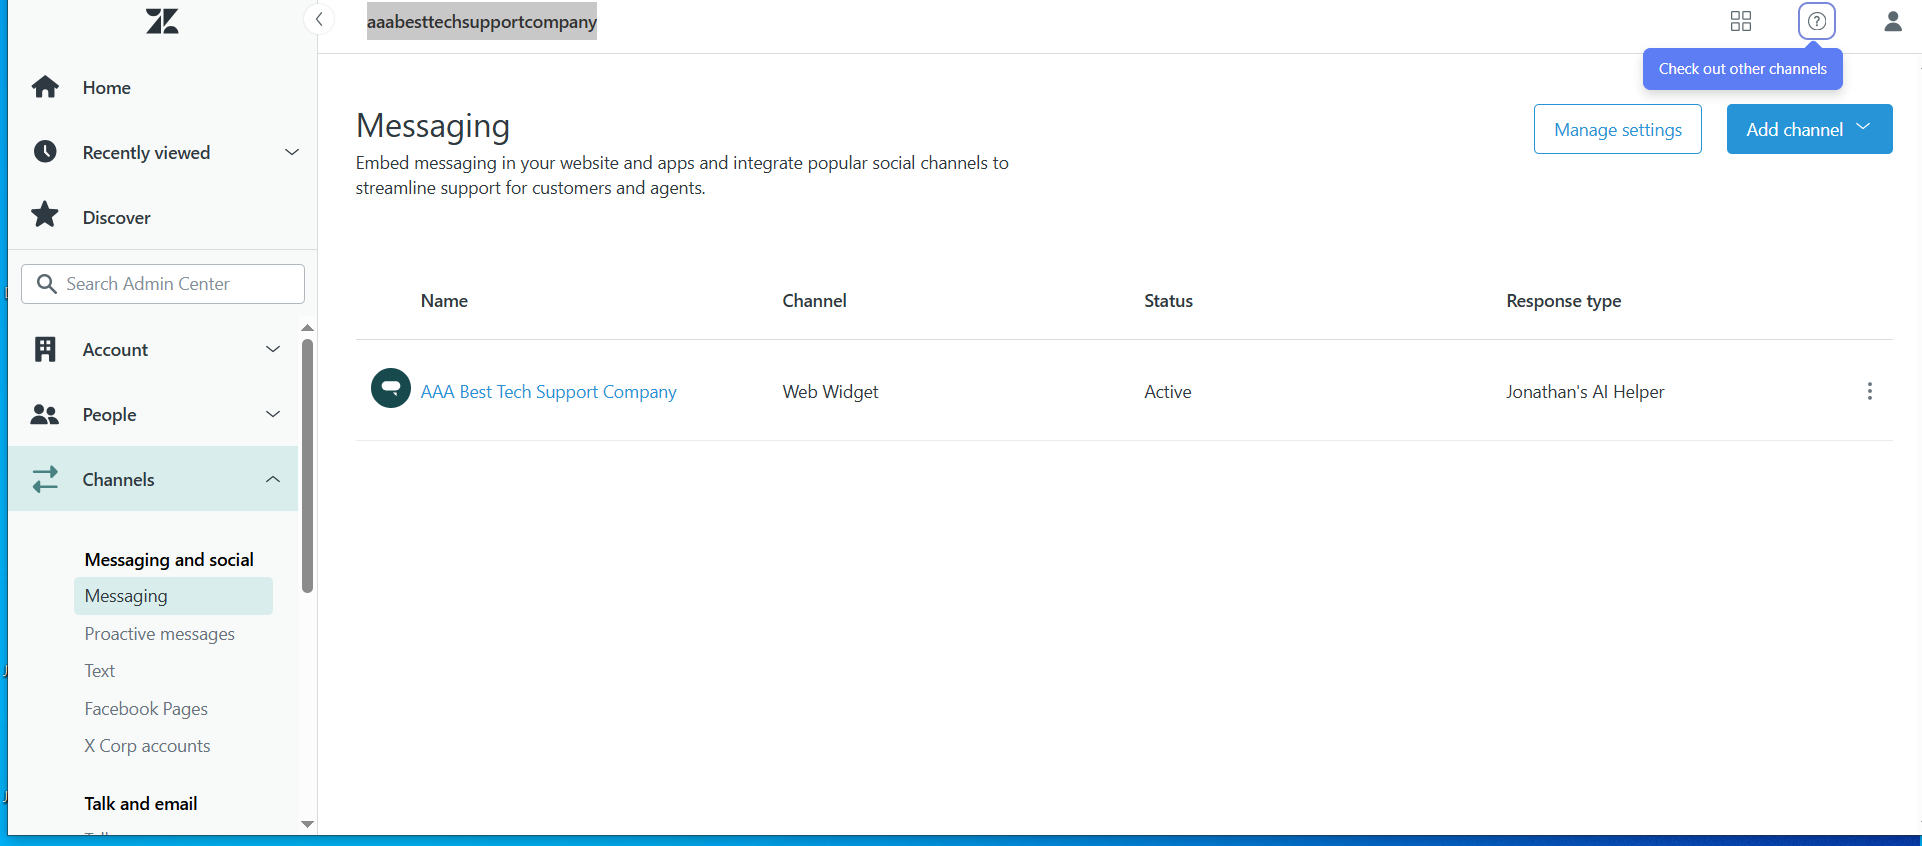 aaabesttechsupportcompany
Check out other channels
Home
Recently viewed
Discover
Search Admin Center
Account
People
Channels
Messaging and social
Messaging
Proactive messages
Text
Facebook Pages
X Corp accounts
Talk and email
Messaging
Embed messaging in your website and apps and integrate popular social channels to
streamline support for customers and agents.
Manage settings
Add channel
Name Channel Status Response type
AAA Best Tech Support Company Web Widget Active Jonathan's AI Helper